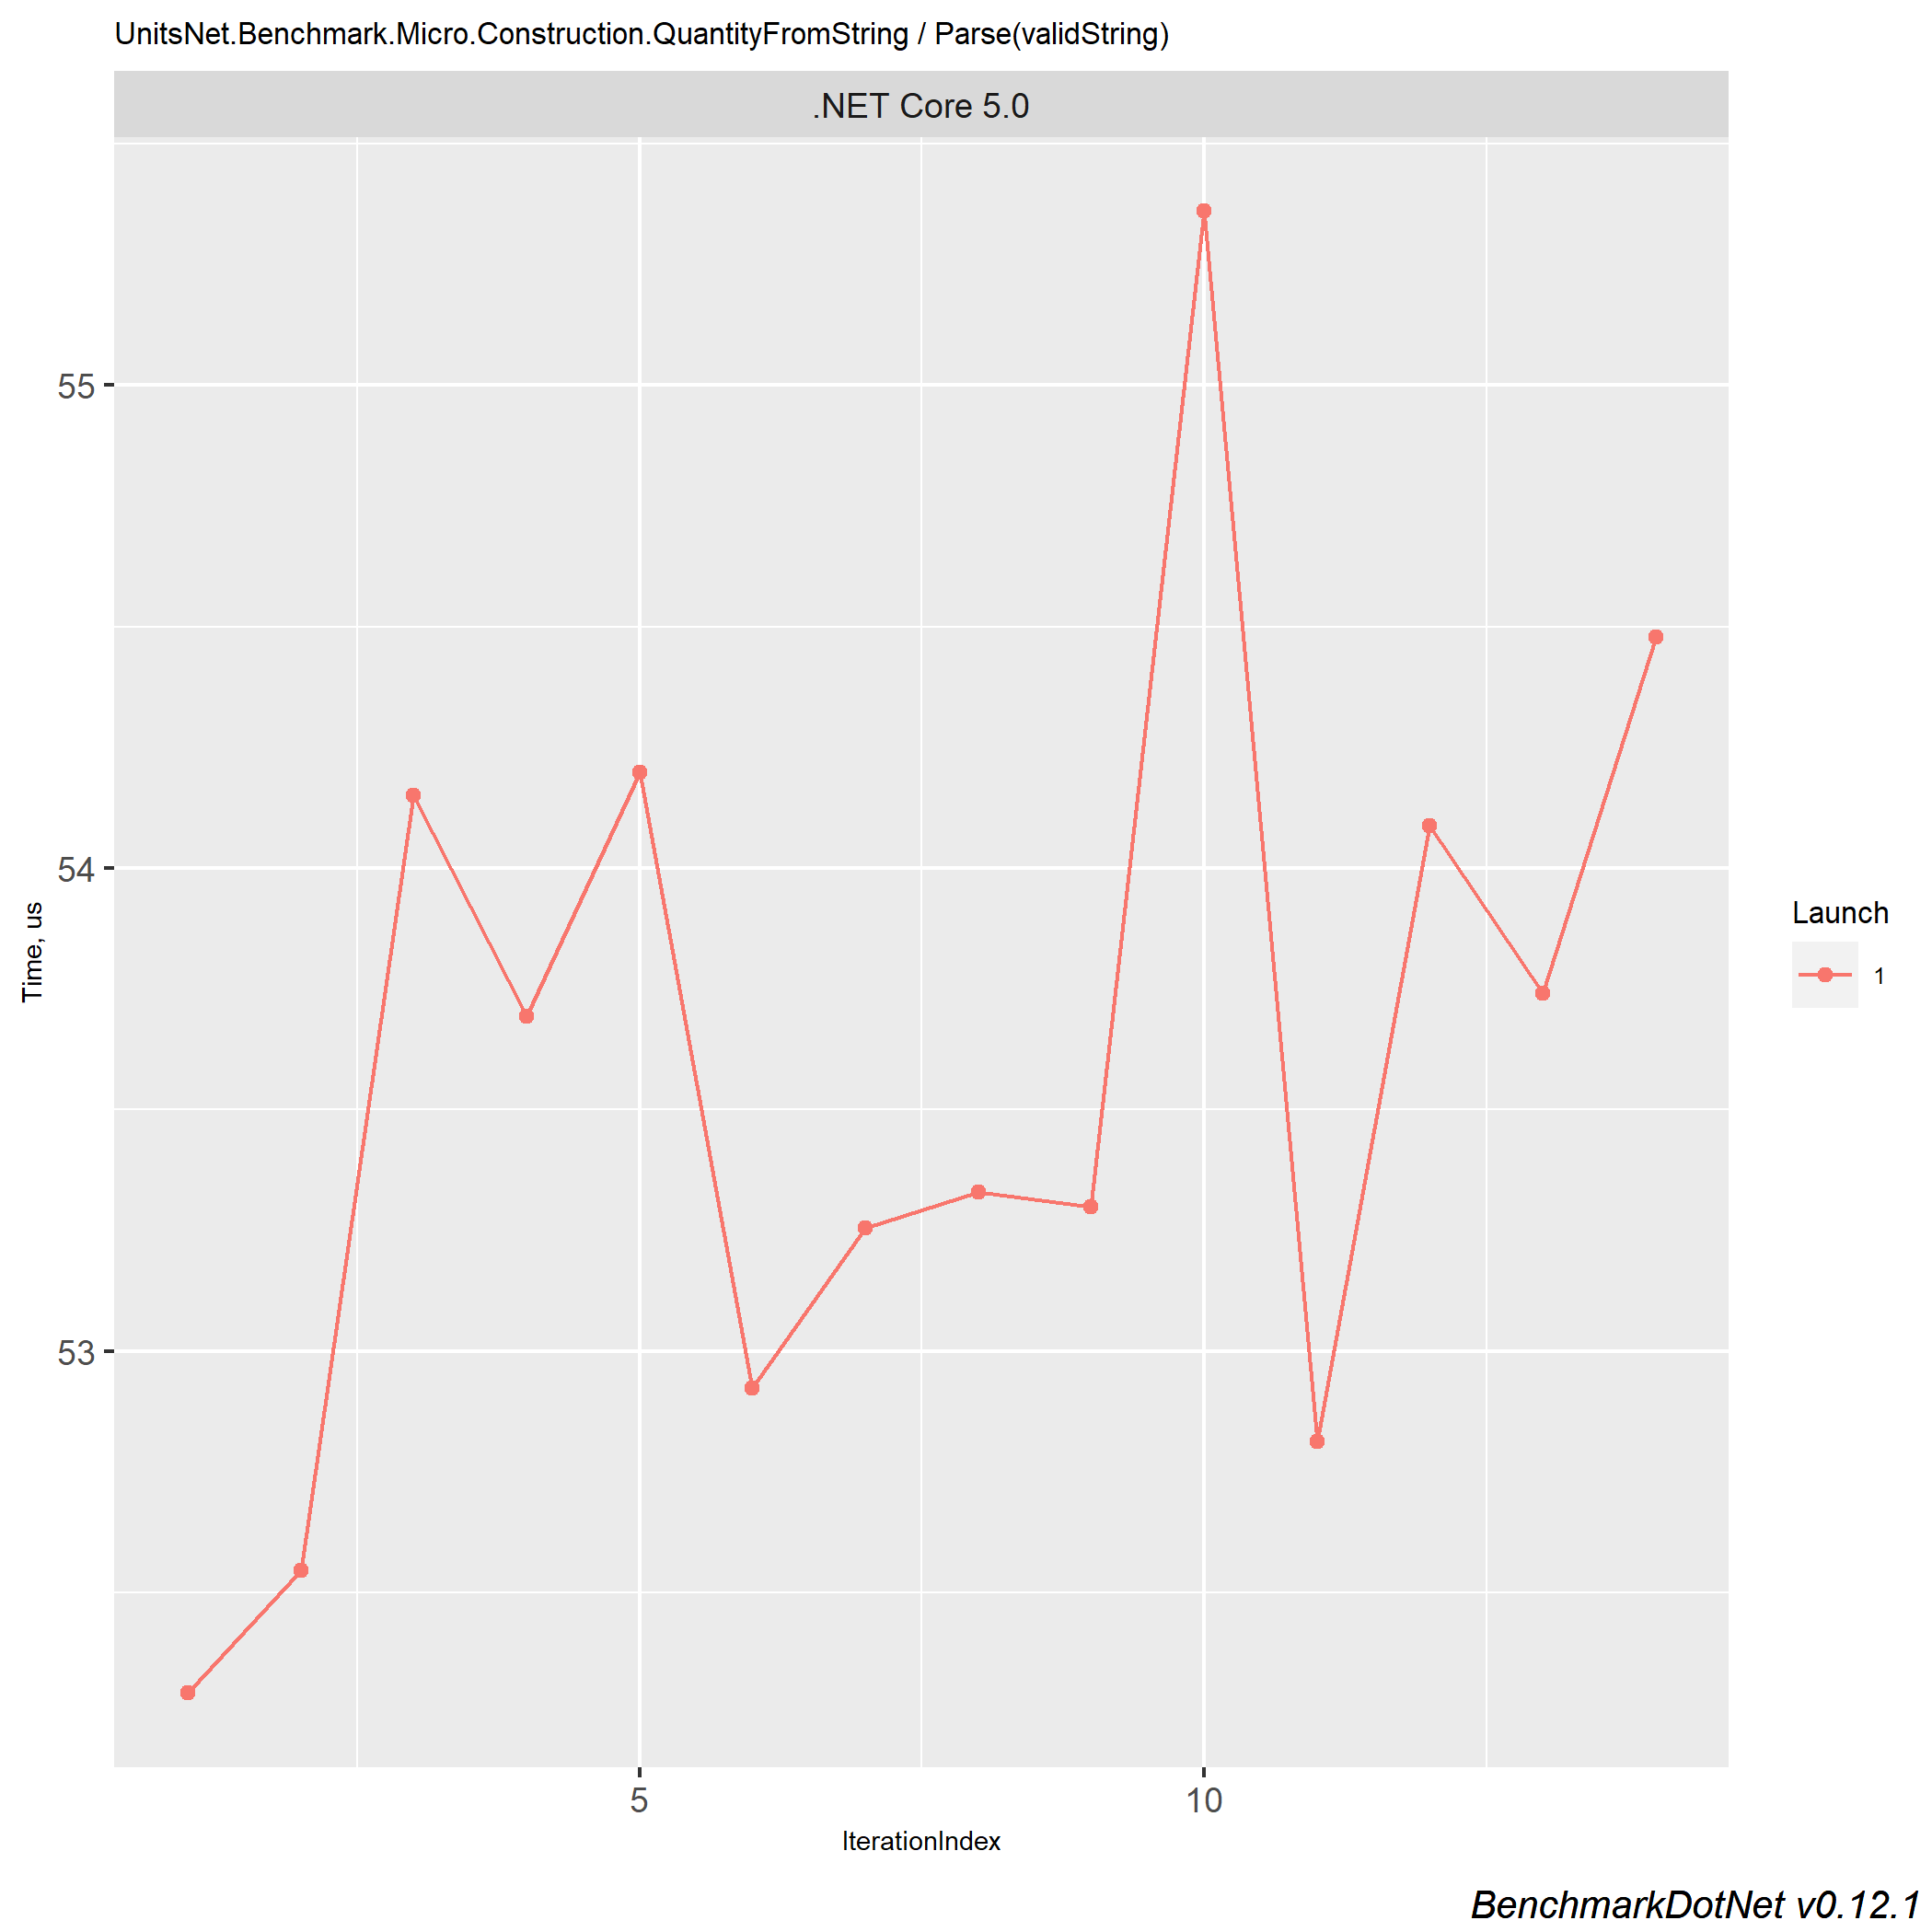 UnitsNet.Benchmark.Micro.Construction.QuantityFromString / Parse(validString)
.NET Core 5.0
55
54
53
Time, us
5
10
IterationIndex
Launch
1
BenchmarkDotNet v0.12.1